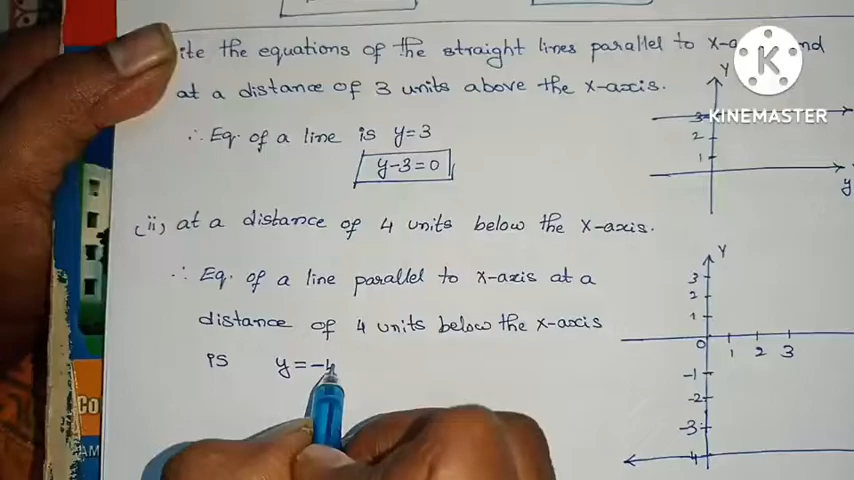 ite the equations of the straight lines parallel to x- nd
at a distance of 3 units above the x-axis.
∴ Eq. of a line is y=3
y-3=0
(ii) at a distance of 4 units below the x-axis.
∴ Eq. of a line parallel to x-axis at a
distance of 4 units below the x-axis
is y=-4
K
KINEMASTER
Y
3
2
1
y
Y
3
2
1
0 1 2 3
-1
-2
-3
-4